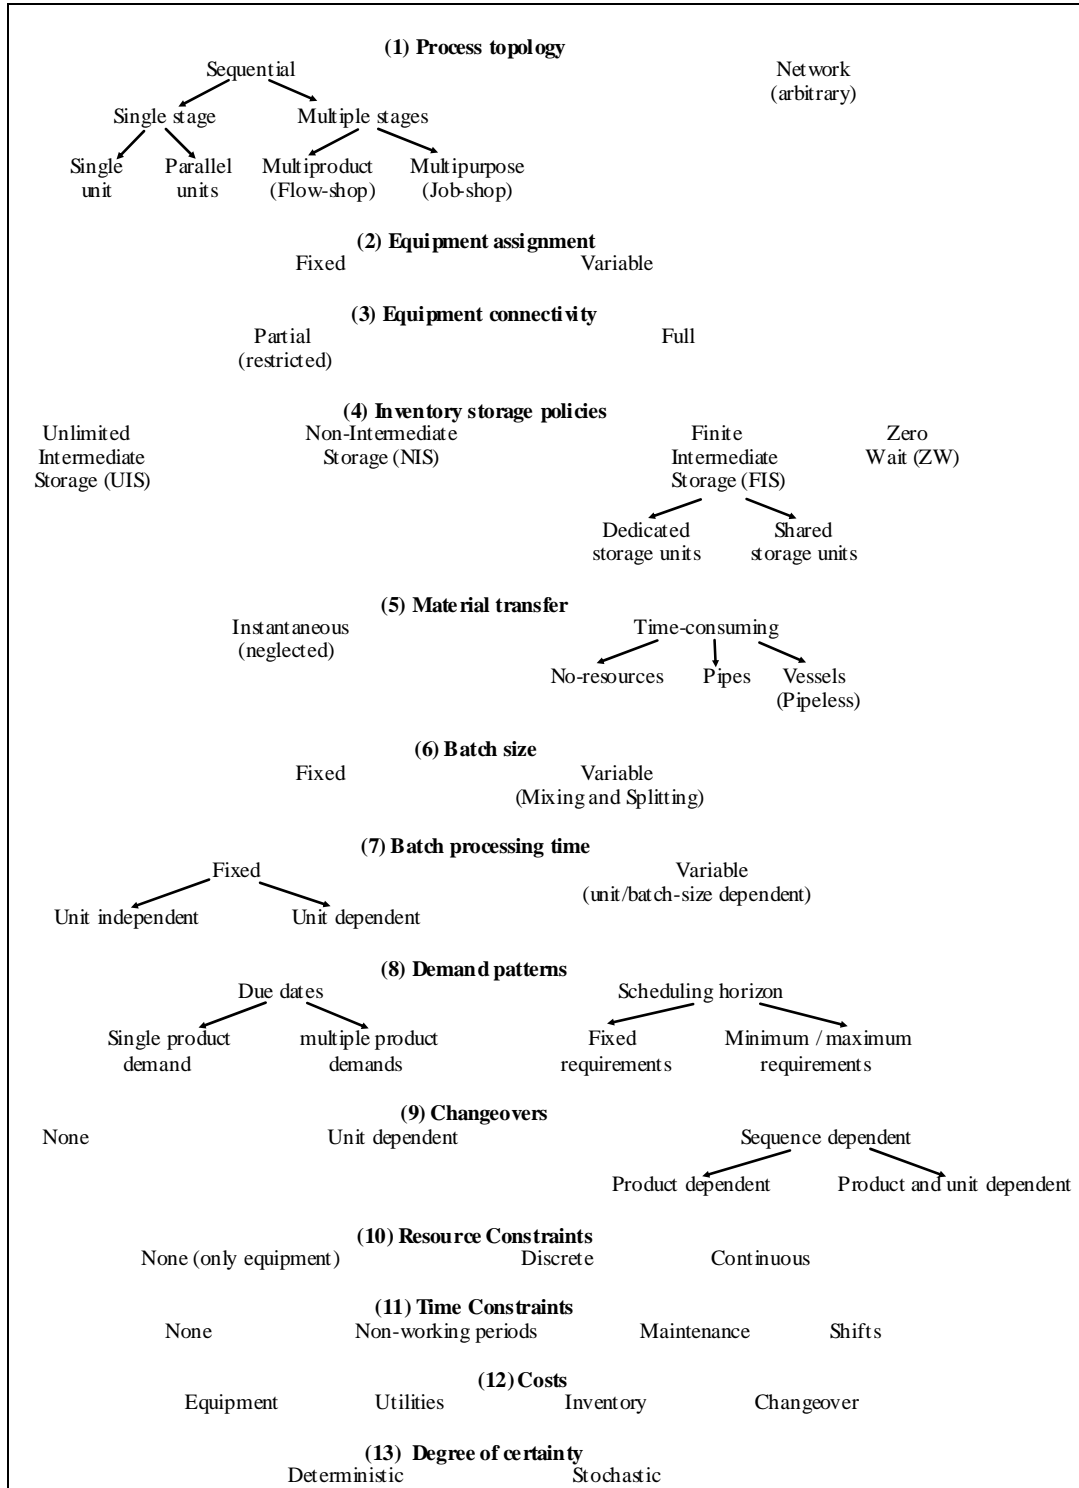 (1) Process topology
Sequential
Network
(arbitrary)
Single stage
Multiple stages
Single
unit
Parallel
units
Multiproduct
(Flow-shop)
Multipurpose
(Job-shop)
(2) Equipment assignment
Fixed
Variable
(3) Equipment connectivity
Partial
(restricted)
Full
(4) Inventory storage policies
Unlimited
Intermediate
Storage (UIS)
Non-Intermediate
Storage (NIS)
Finite
Intermediate
Storage (FIS)
Zero
Wait (ZW)
Dedicated
storage units
Shared
storage units
(5) Material transfer
Instantaneous
(neglected)
Time-consuming
No-resources
Pipes
Vessels
(Pipeless)
(6) Batch size
Fixed
Variable
(Mixing and Splitting)
(7) Batch processing time
Fixed
Variable
(unit/batch-size dependent)
Unit independent
Unit dependent
(8) Demand patterns
Due dates
Scheduling horizon
Single product
demand
multiple product
demands
Fixed
requirements
Minimum / maximum
requirements
(9) Changeovers
None
Unit dependent
Sequence dependent
Product dependent
Product and unit dependent
(10) Resource Constraints
None (only equipment)
Discrete
Continuous
(11) Time Constraints
None
Non-working periods
Maintenance
Shifts
(12) Costs
Equipment
Utilities
Inventory
Changeover
(13) Degree of certainty
Deterministic
Stochastic